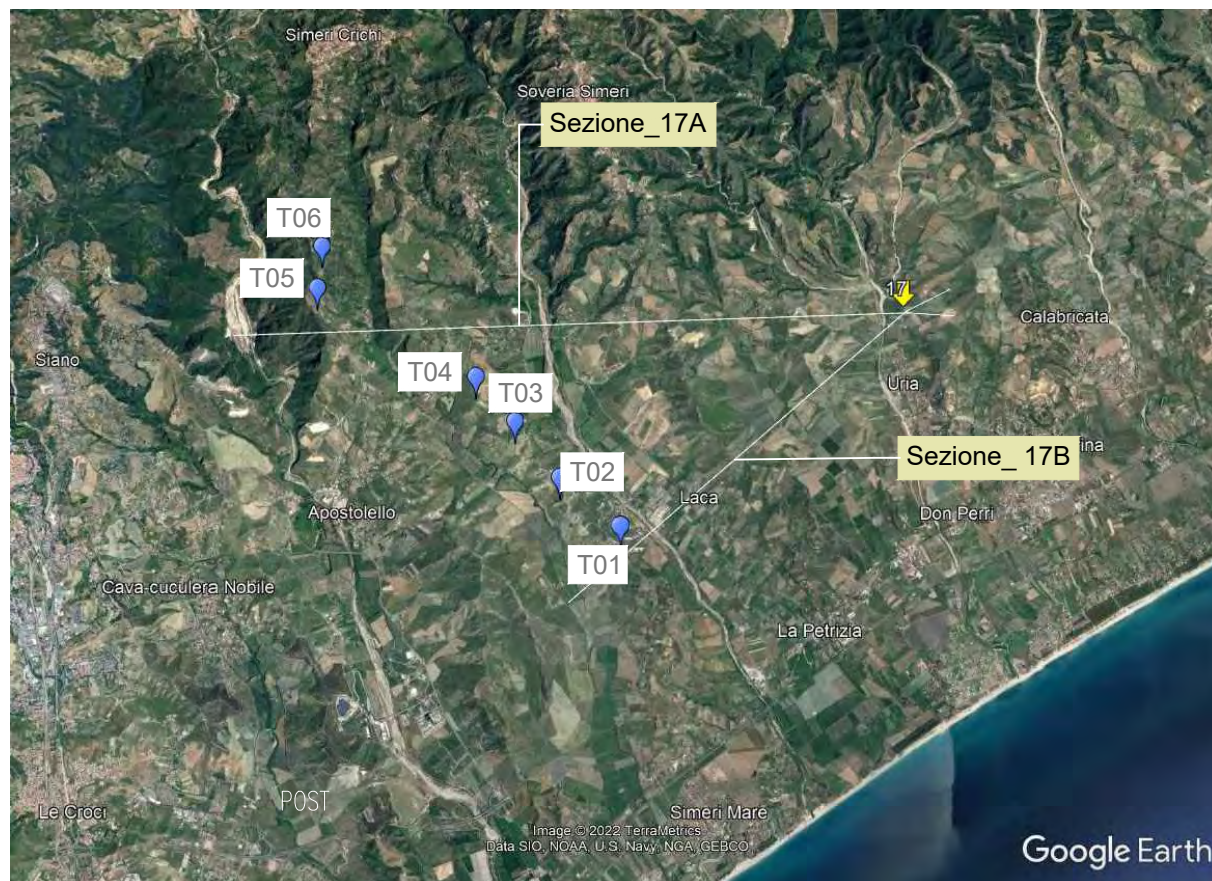 Simeri Crichi
Soveria Simeri
Sezione_17A
T06
T05
17
Calabricata
Siano
T04
T03
Uria
Sezione_ 17B
ina
T02
Laca
Apostolello
Don Perri
T01
Cava-cuculera Nobile
La Petrizia
POST
Le Croci
Simeri Mare
Image © 2022 TerraMetrics
Data SIO, NOAA, U.S. Navy, NGA, GEBCO
Google Earth